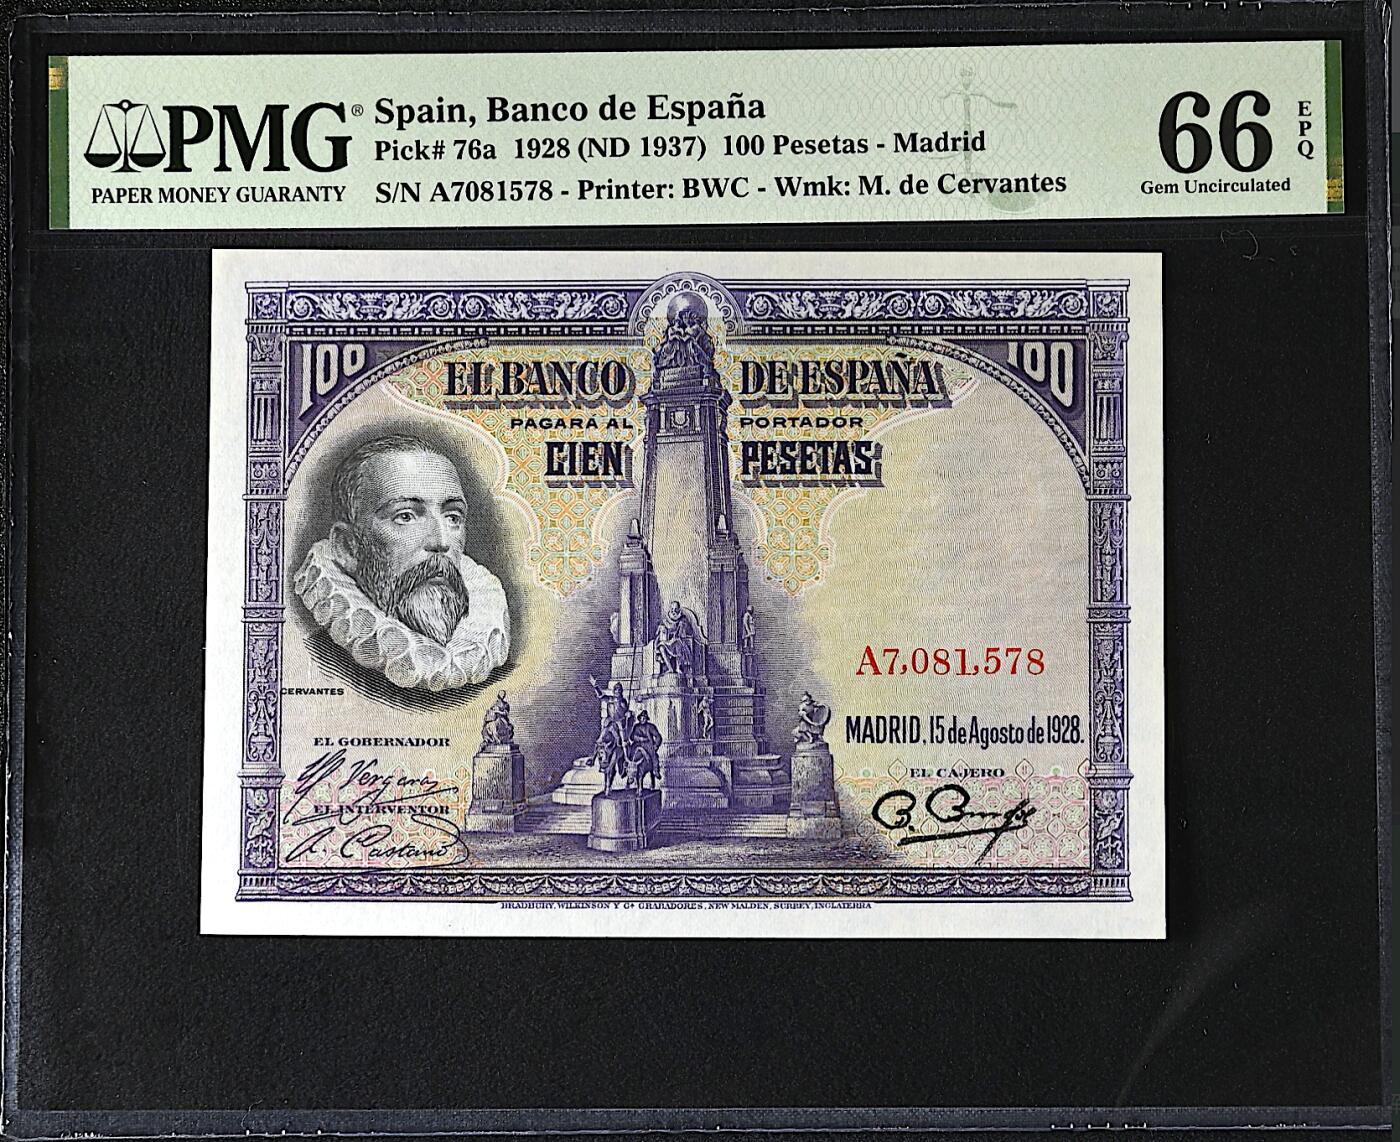 PMG®
PAPER MONEY GUARANTY
Spain, Banco de España
Pick# 76a 1928 (ND 1937) 100 Pesetas - Madrid
S/N A7081578 - Printer: BWC - Wmk: M. de Cervantes
66
EPQ
Gem Uncirculated
100
100
EL BANCO DE ESPAÑA
PAGARA AL PORTADOR
CIEN PESETAS
CERVANTES
A7,081,578
MADRID, 15 de Agosto de 1928.
EL GOBERNADOR
Vergara
EL INTERVENTOR
A. Castaño
EL CAJERO
BRADBURY, WILKINSON Y Cª GRABADORES, NEW MALDEN, SURREY, INGLATERRA